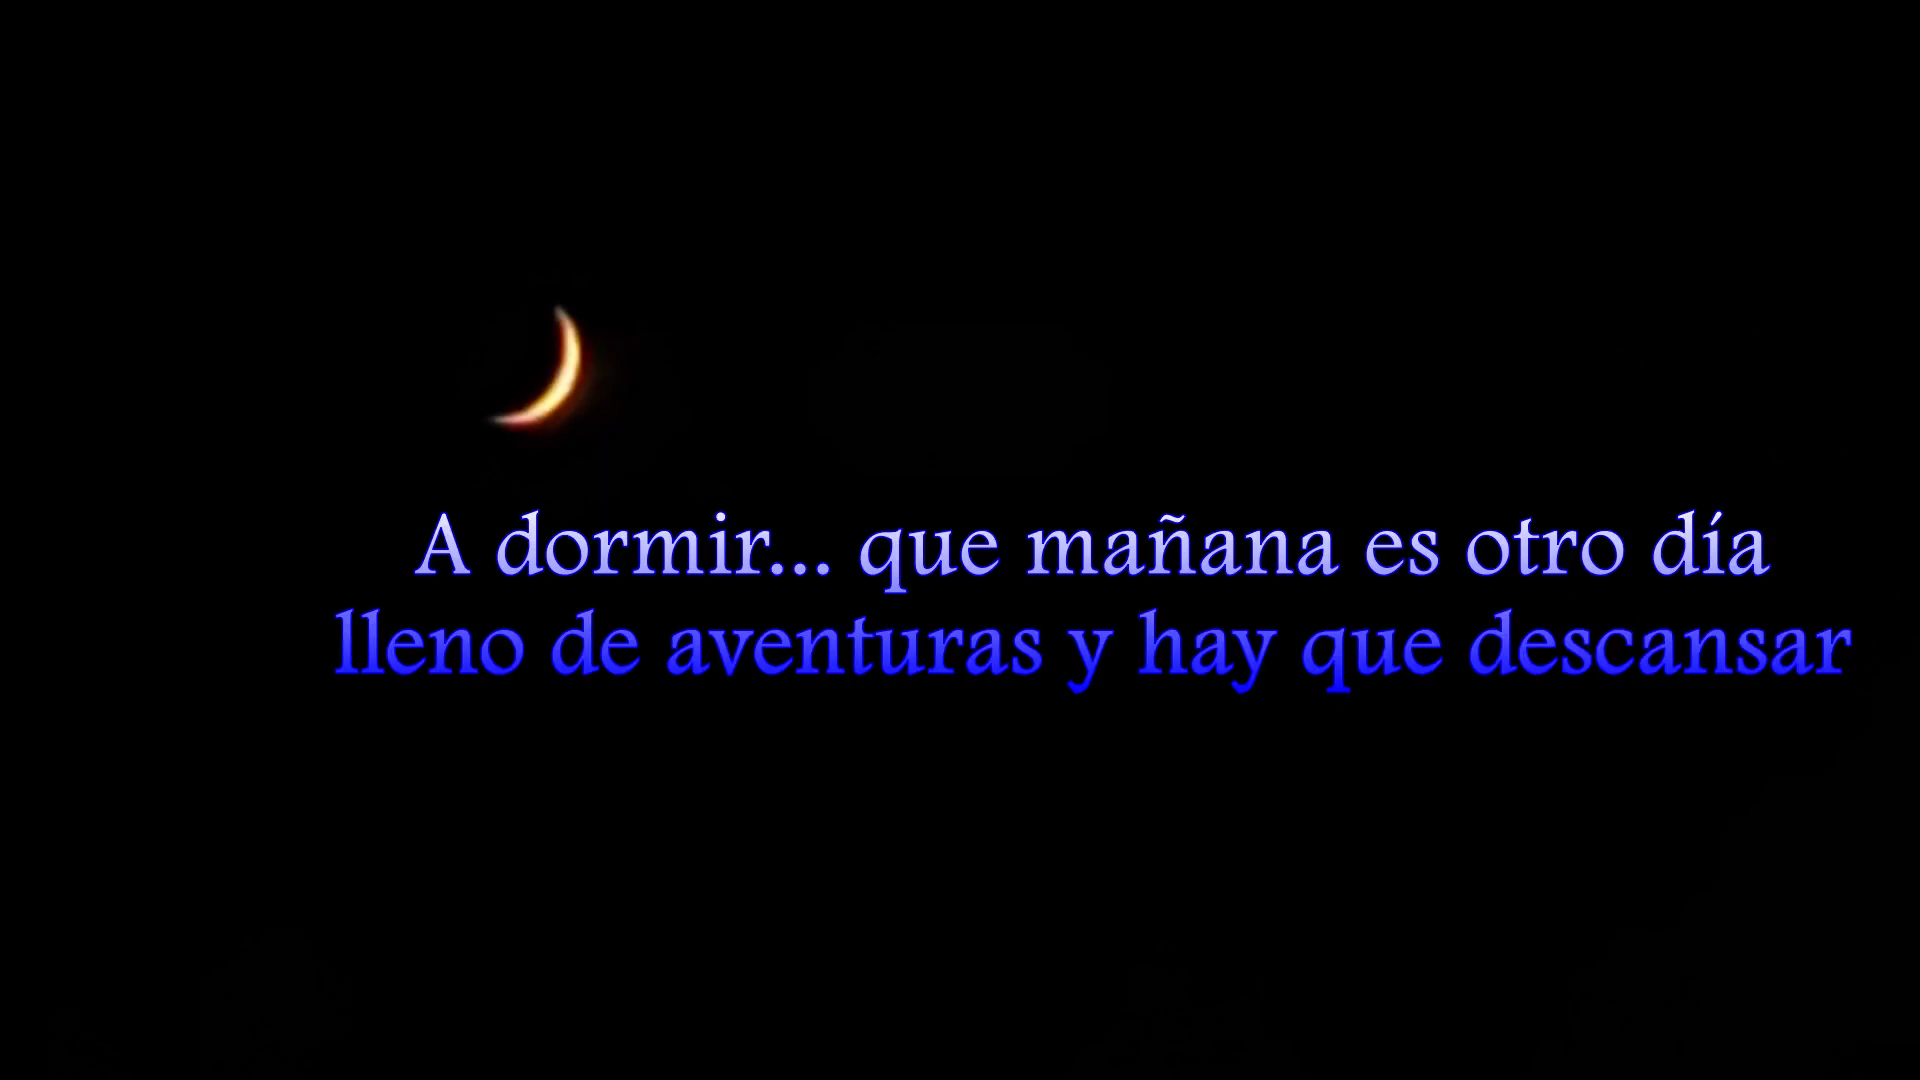 A dormir... que mañana es otro día
lleno de aventuras y hay que descansar